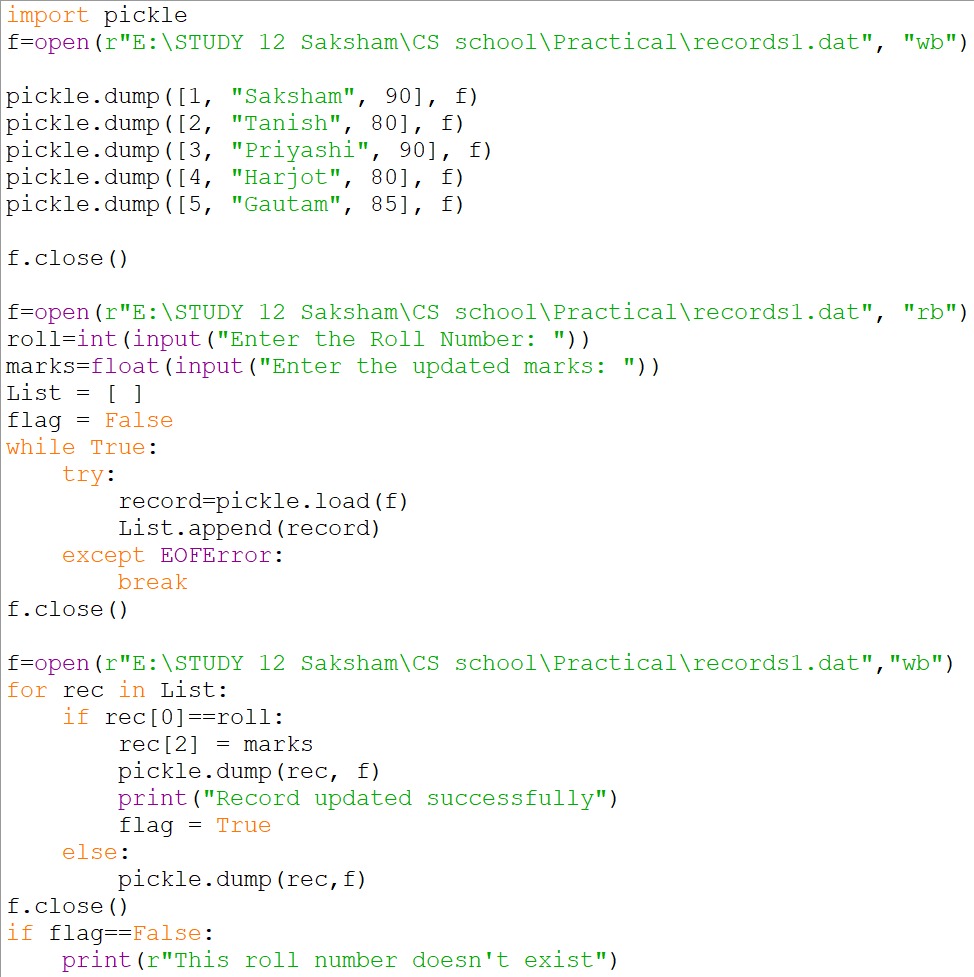 import pickle
f=open(r"E:\STUDY 12 Saksham\CS school\Practical\records1.dat", "wb")

pickle.dump([1, "Saksham", 90], f)
pickle.dump([2, "Tanish", 80], f)
pickle.dump([3, "Priyashi", 90], f)
pickle.dump([4, "Harjot", 80], f)
pickle.dump([5, "Gautam", 85], f)

f.close()

f=open(r"E:\STUDY 12 Saksham\CS school\Practical\records1.dat", "rb")
roll=int(input("Enter the Roll Number: "))
marks=float(input("Enter the updated marks: "))
List = [ ]
flag = False
while True:
    try:
        record=pickle.load(f)
        List.append(record)
    except EOFError:
        break
f.close()

f=open(r"E:\STUDY 12 Saksham\CS school\Practical\records1.dat","wb")
for rec in List:
    if rec[0]==roll:
        rec[2] = marks
        pickle.dump(rec, f)
        print("Record updated successfully")
        flag = True
    else:
        pickle.dump(rec,f)
f.close()
if flag==False:
    print(r"This roll number doesn't exist")